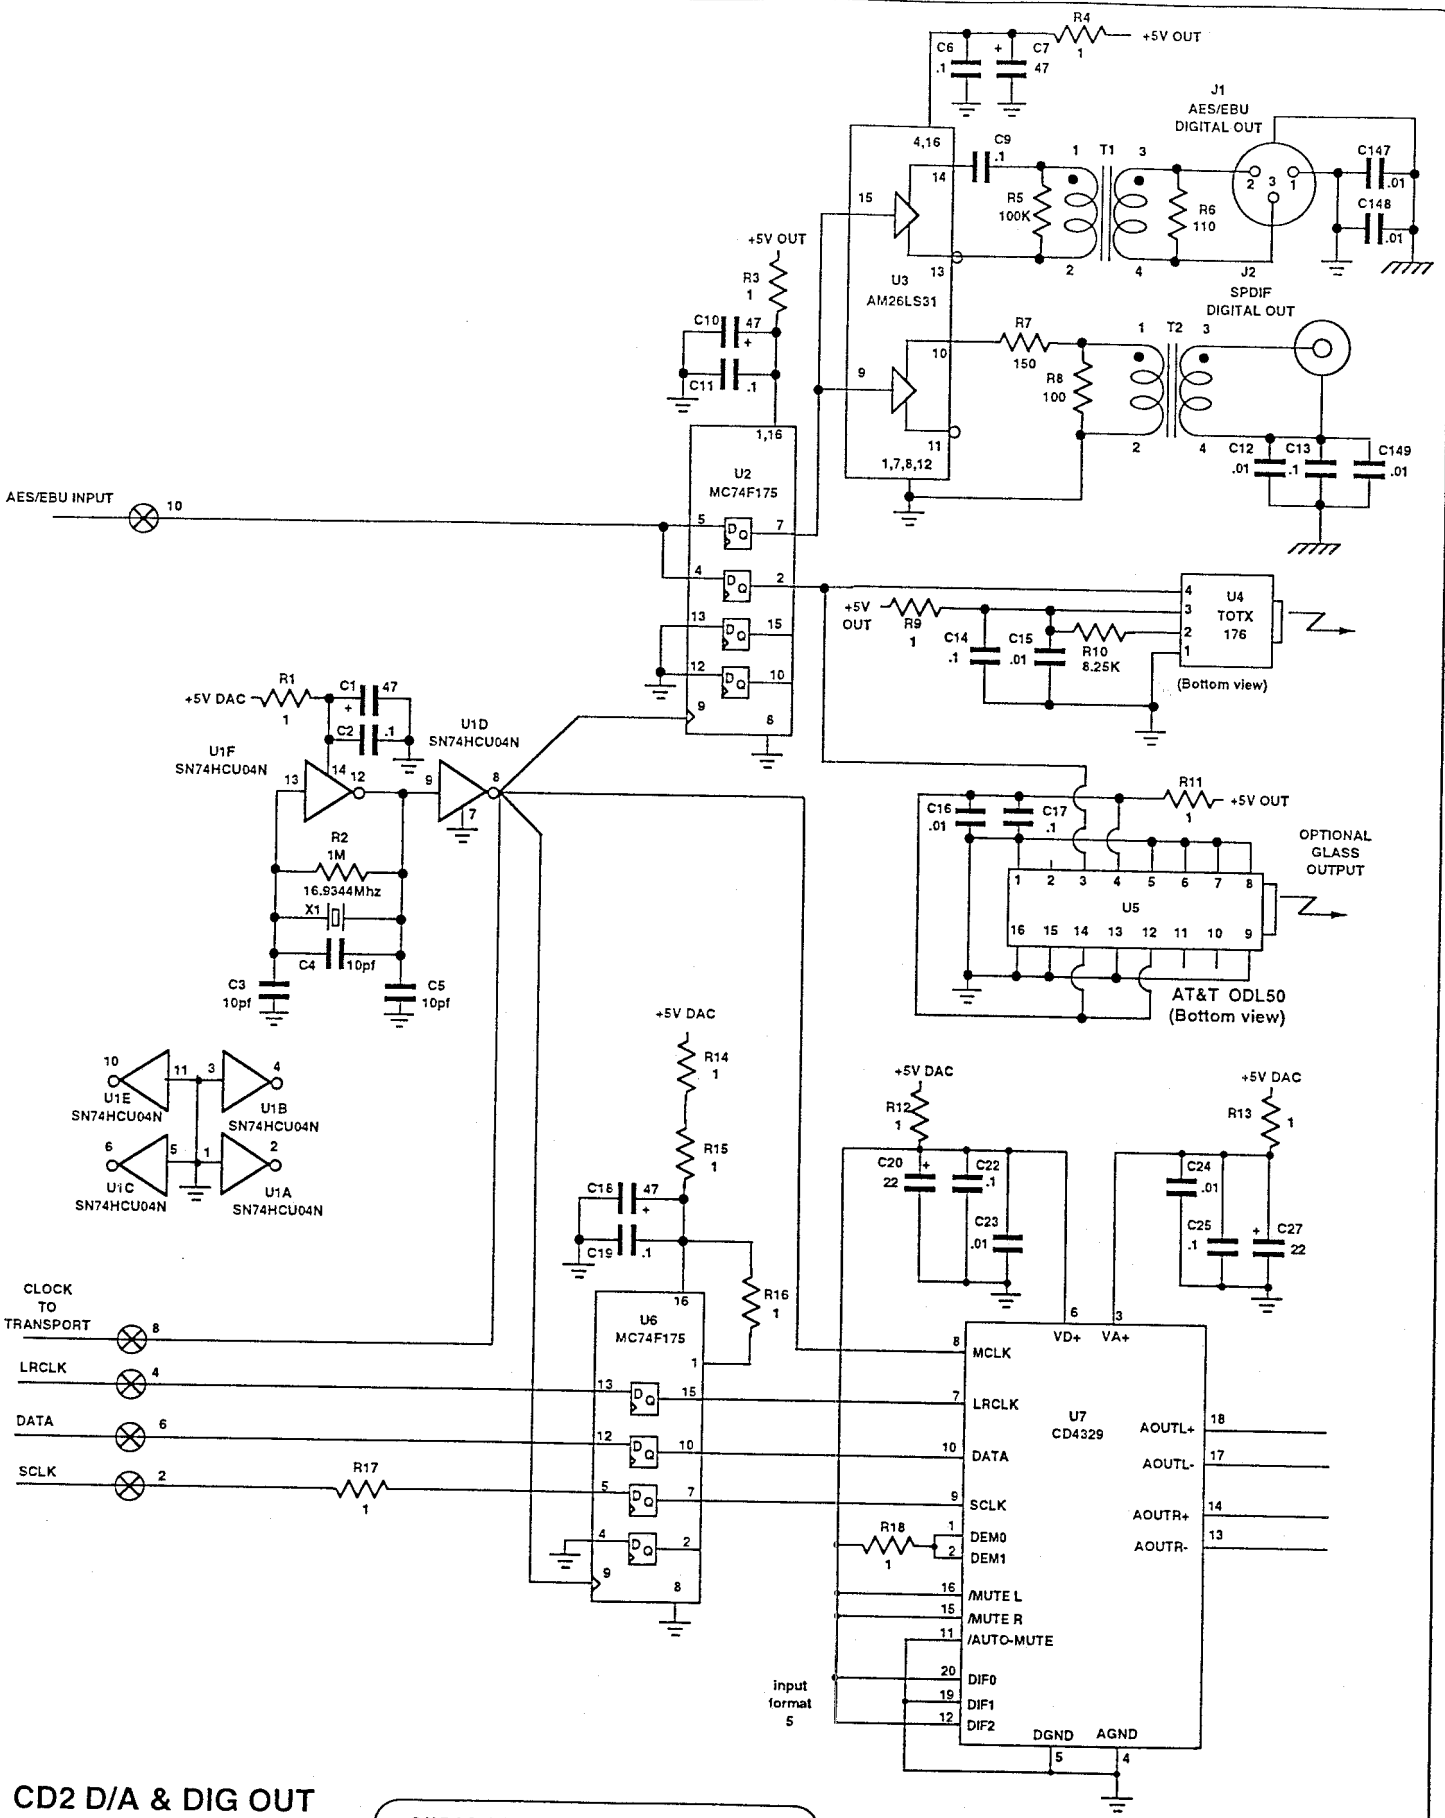 R4
1
+5V OUT
C6
.1
+
C7
47
J1
AES/EBU
DIGITAL OUT
4,16
C9
.1
14
15
13
U3
AM26LS31
1
T1
3
R5
100K
2
4
R6
110
2
3
1
C147
.01
C148
.01
+5V OUT
R3
1
C10
47
+
C11
.1
J2
SPDIF
DIGITAL OUT
10
9
11
1,7,8,12
R7
150
R8
100
1
T2
3
2
4
C12
.01
C13
.1
C149
.01
1,16
U2
MC74F175
AES/EBU INPUT
10
5
D
Q
7
4
D
Q
2
13
D
Q
15
12
D
Q
10
9
8
+5V
OUT
R9
1
C14
.1
C15
.01
R10
8.25K
4
3
2
1
U4
TOTX
176
(Bottom view)
+5V DAC
R1
1
C1
47
+
C2
.1
U1F
SN74HCU04N
13
14
12
U1D
SN74HCU04N
9
8
7
R2
1M
16.9344Mhz
X1
C4
10pf
C3
10pf
C5
10pf
C16
.01
C17
.1
R11
1
+5V OUT
OPTIONAL
GLASS
OUTPUT
1
2
3
4
5
6
7
8
U5
16
15
14
13
12
11
10
9
AT&T ODL50
(Bottom view)
10
11
3
4
U1E
SN74HCU04N
U1B
SN74HCU04N
6
5
1
2
U1C
SN74HCU04N
U1A
SN74HCU04N
+5V DAC
R14
1
R15
1
C18
47
+
C19
.1
R16
1
16
U6
MC74F175
1
+5V DAC
R12
1
C20
+
22
C22
.1
C23
.01
+5V DAC
R13
1
C24
.01
C25
.1
+
C27
22
CLOCK
TO
TRANSPORT
8
LRCLK
4
DATA
6
SCLK
2
R17
1
13
D
Q
15
12
D
Q
10
5
D
Q
7
4
D
Q
2
9
8
6
VD+
3
VA+
8
MCLK
7
LRCLK
10
DATA
9
SCLK
U7
CD4329
R18
1
1
DEM0
2
DEM1
16
/MUTE L
15
/MUTE R
11
/AUTO-MUTE
20
DIF0
19
DIF1
12
DIF2
AOUTL+
18
AOUTL-
17
AOUTR+
14
AOUTR-
13
input
format
5
DGND
AGND
5
4
CD2 D/A & DIG OUT